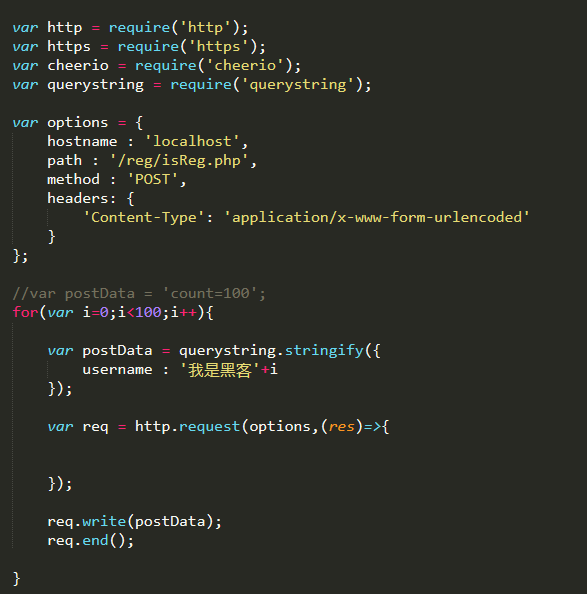 var http = require('http');
var https = require('https');
var cheerio = require('cheerio');
var querystring = require('querystring');
var options = {
hostname : 'localhost',
path : '/reg/isReg.php',
method : 'POST',
headers: {
'Content-Type': 'application/x-www-form-urlencoded'
}
};
//var postData = 'count=100';
for(var i=0;i<100;i++){
var postData = querystring.stringify({
username : '我是黑客'+i
});
var req = http.request(options,(res)=>{
});
req.write(postData);
req.end();
}